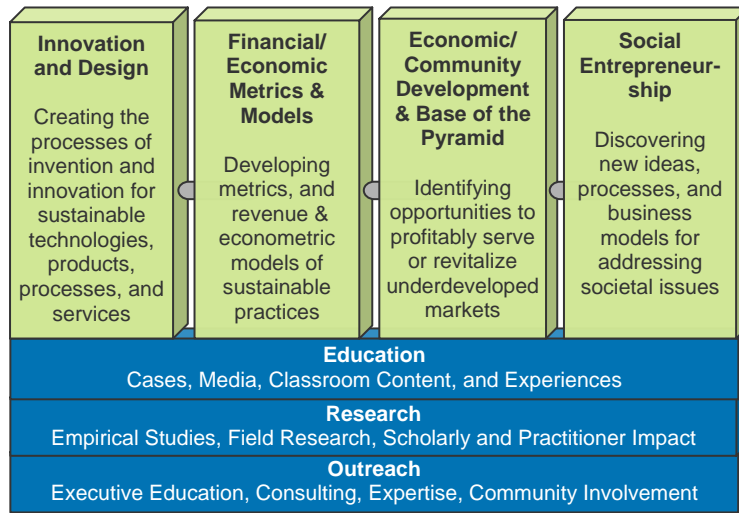 Innovation
and Design
Creating the
processes of
invention and
innovation for
sustainable
technologies,
products,
processes, and
services
Financial/
Economic
Metrics &
Models
Developing
metrics, and
revenue &
econometric
models of
sustainable
practices
Economic/
Community
Development
& Base of the
Pyramid
Identifying
opportunities to
profitably serve
or revitalize
underdeveloped
markets
Social
Entrepreneur-
ship
Discovering
new ideas,
processes, and
business
models for
addressing
societal issues
Education
Cases, Media, Classroom Content, and Experiences
Research
Empirical Studies, Field Research, Scholarly and Practitioner Impact
Outreach
Executive Education, Consulting, Expertise, Community Involvement